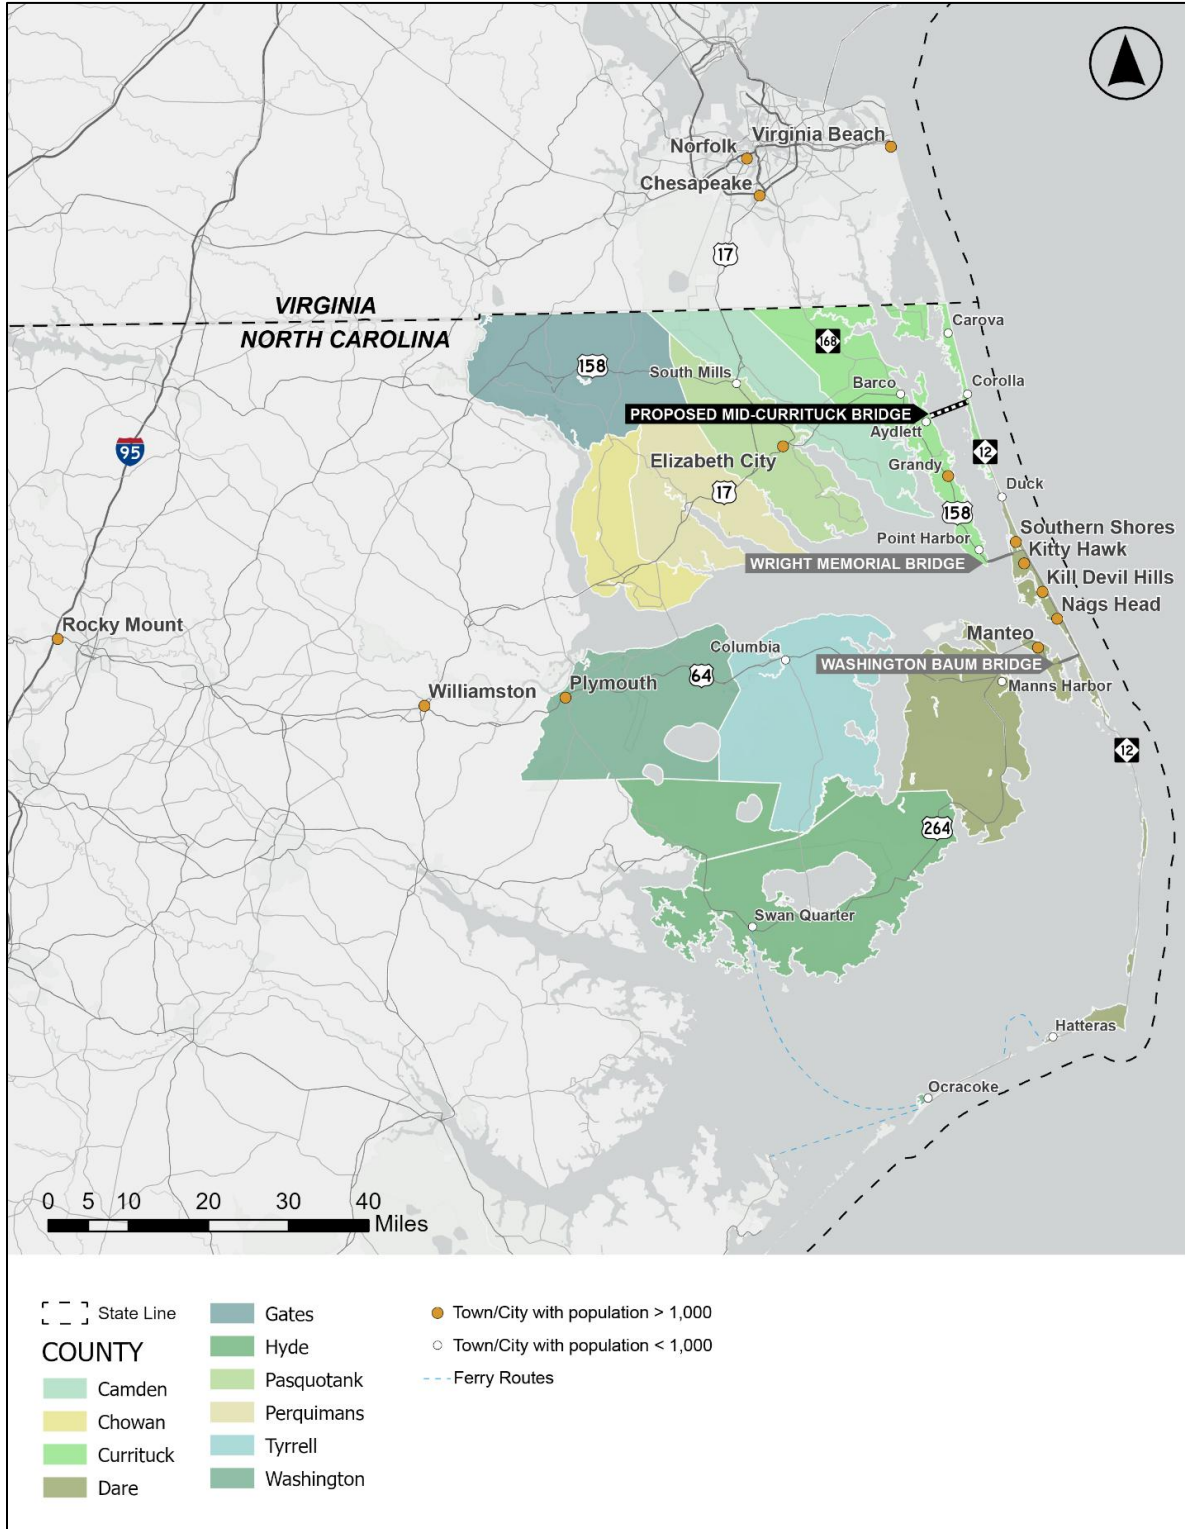 Virginia Beach
Norfolk
Chesapeake
17
VIRGINIA
NORTH CAROLINA
Carova
168
158
South Mills
Barco
Corolla
PROPOSED MID-CURRITUCK BRIDGE
Aydlett
95
Elizabeth City
12
Grandy
17
Duck
158
Southern Shores
Point Harbor
Kitty Hawk
WRIGHT MEMORIAL BRIDGE
Kill Devil Hills
Nags Head
Rocky Mount
Manteo
Columbia
WASHINGTON BAUM BRIDGE
64
Plymouth
Manns Harbor
Williamston
12
264
Swan Quarter
Hatteras
Ocracoke
0 5 10 20 30 40
Miles
State Line
COUNTY
Camden
Chowan
Currituck
Dare
Gates
Hyde
Pasquotank
Perquimans
Tyrrell
Washington
Town/City with population > 1,000
Town/City with population < 1,000
Ferry Routes